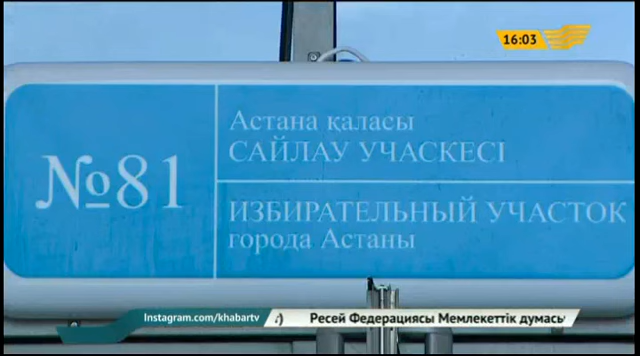 16:03
№81
Астана қаласы
САЙЛАУ УЧАСКЕСІ
ИЗБИРАТЕЛЬНЫЙ УЧАСТОК
города Астаны
Instagram.com/khabartv :) Ресей Федерациясы Мемлекеттік думасы